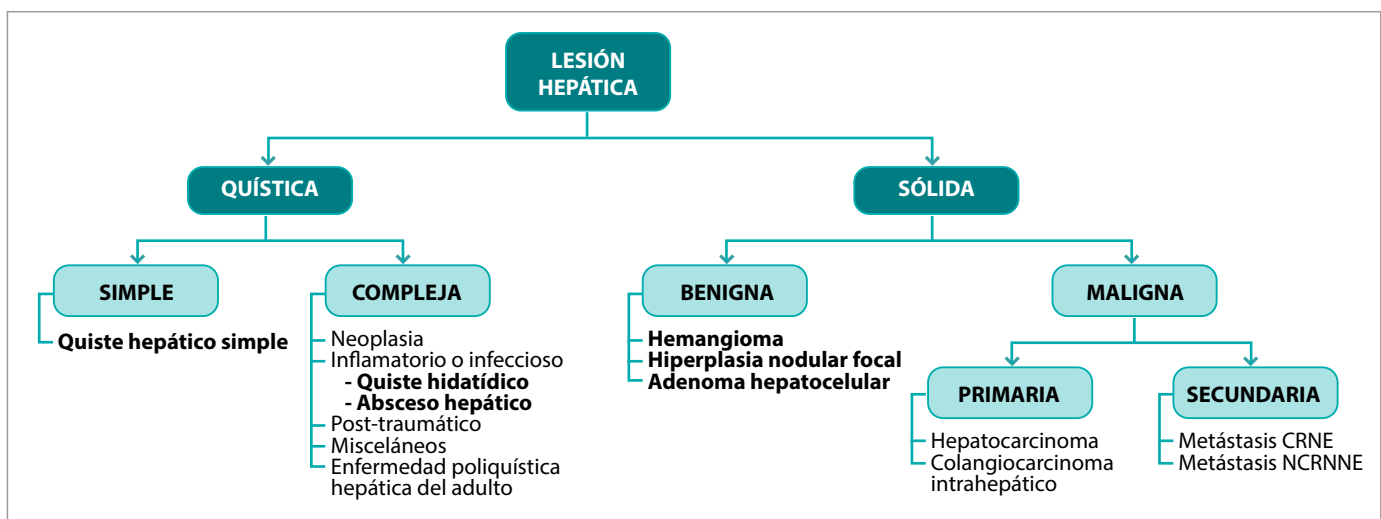 LESIÓN
HEPÁTICA
QUÍSTICA
SÓLIDA
SIMPLE
COMPLEJA
BENIGNA
MALIGNA
Quiste hepático simple
Neoplasia
Inflamatorio o infeccioso
- Quiste hidatídico
- Absceso hepático
Post-traumático
Misceláneos
Enfermedad poliquística
hepática del adulto
Hemangioma
Hiperplasia nodular focal
Adenoma hepatocelular
PRIMARIA
SECUNDARIA
Hepatocarcinoma
Colangiocarcinoma
intrahepático
Metástasis CRNE
Metástasis NCRNNE